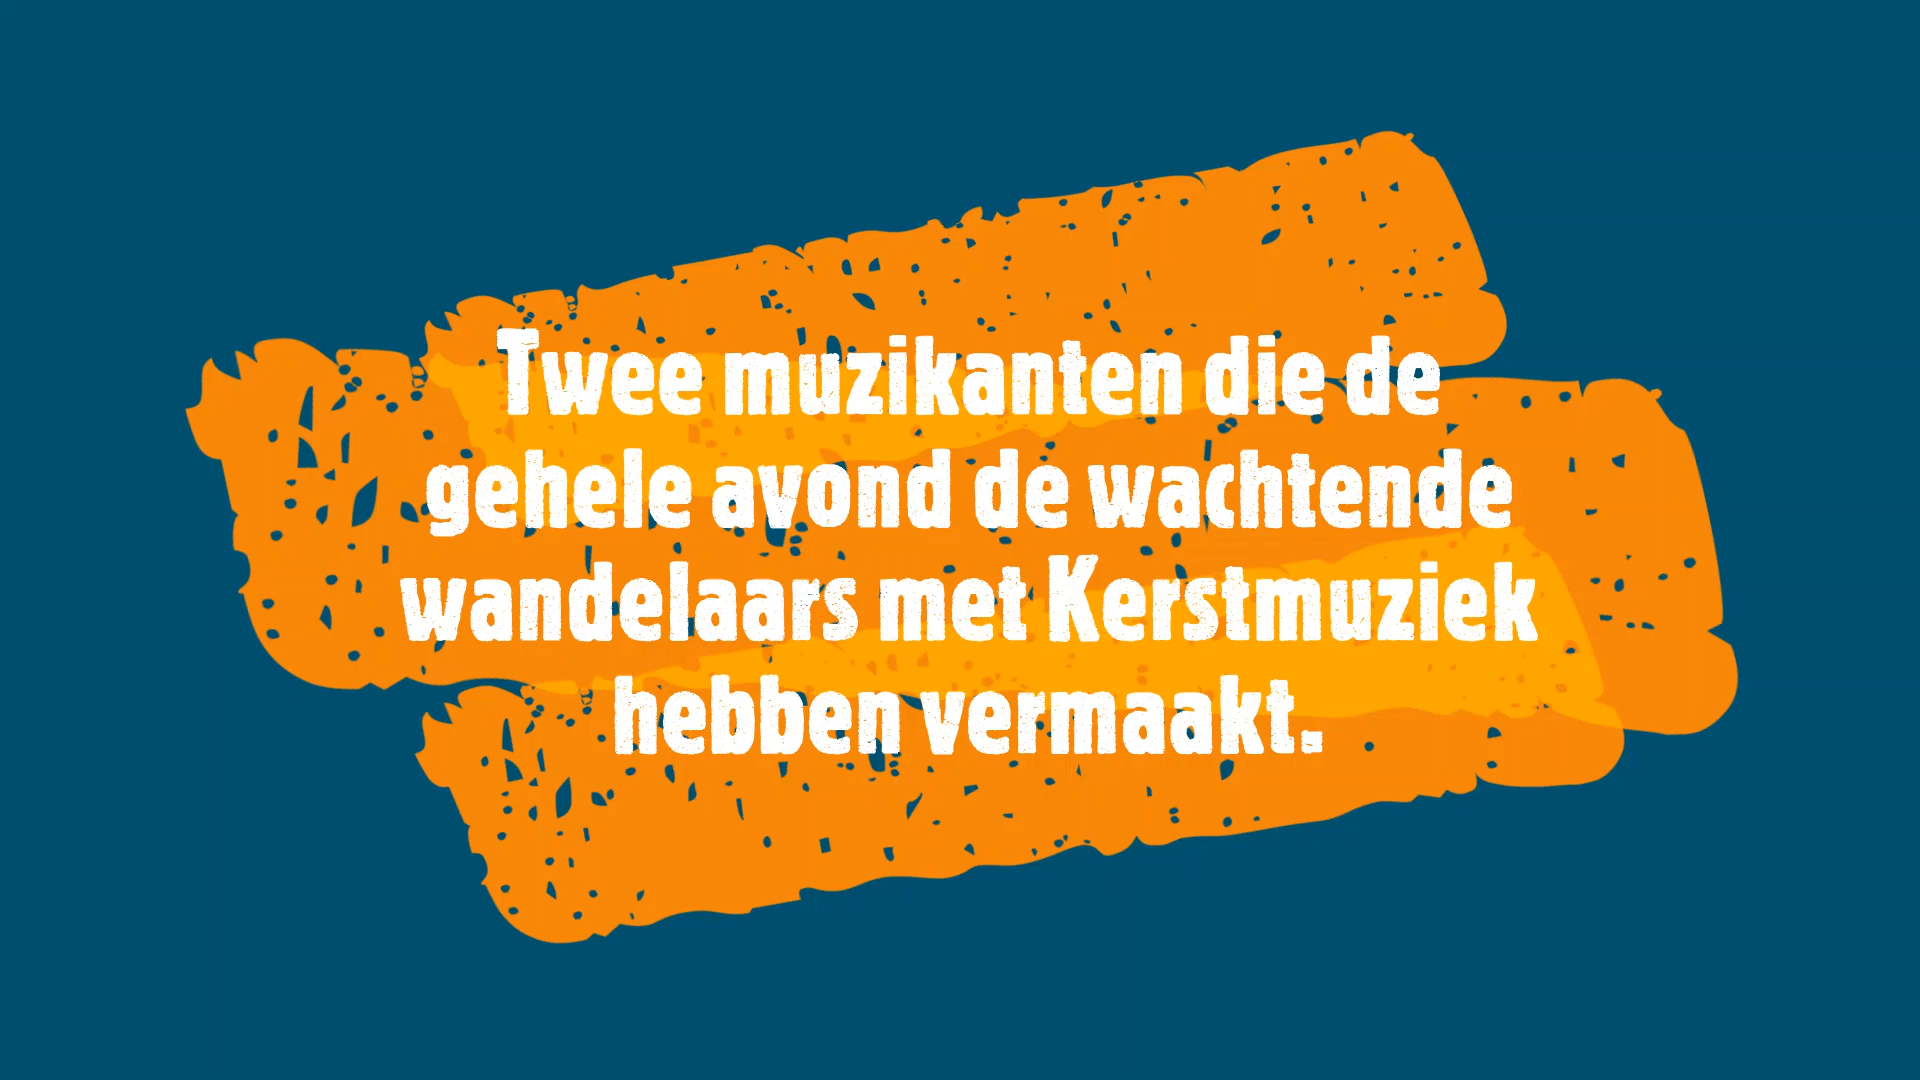 Twee muzikanten die de
gehele avond de wachtende
wandelaars met Kerstmuziek
hebben vermaakt.